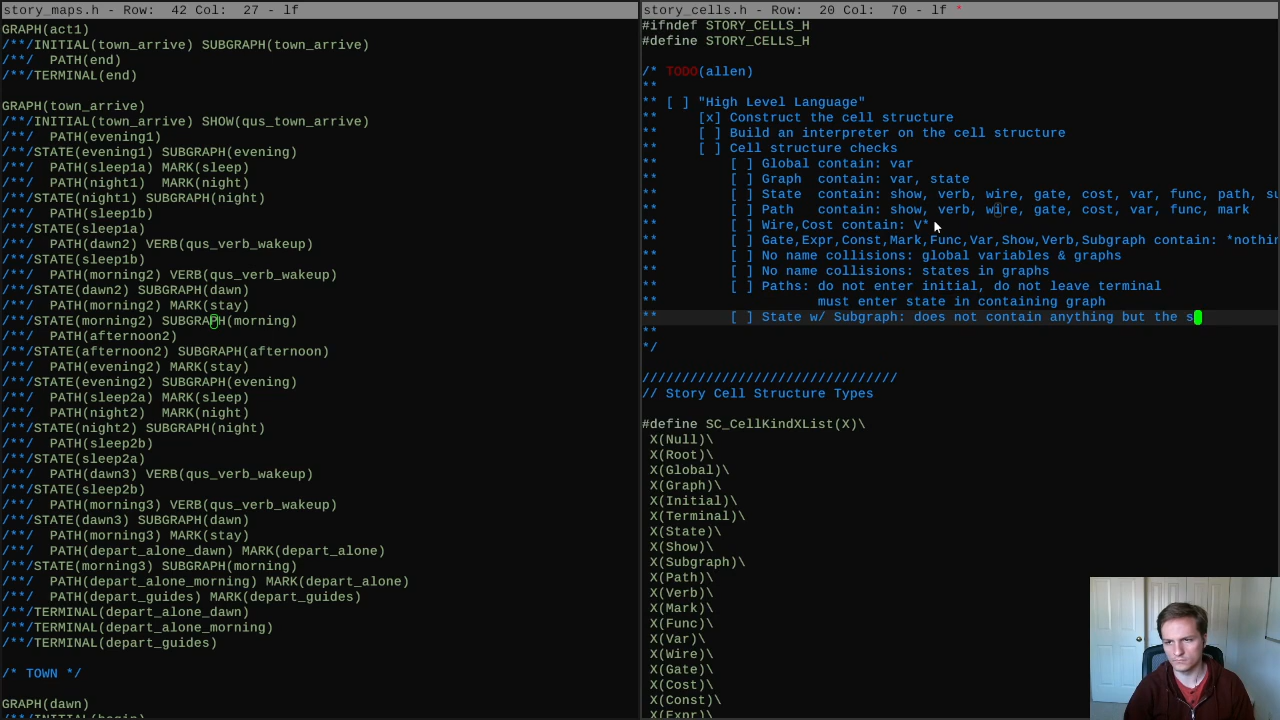 story_maps.h - Row:  42 Col:  27 - lf
GRAPH(act1)
/**/INITIAL(town_arrive) SUBGRAPH(town_arrive)
/**/  PATH(end)
/**/TERMINAL(end)
GRAPH(town_arrive)
/**/INITIAL(town_arrive) SHOW(qus_town_arrive)
/**/  PATH(evening1)
/**/STATE(evening1) SUBGRAPH(evening)
/**/  PATH(sleep1a) MARK(sleep)
/**/  PATH(night1)  MARK(night)
/**/STATE(night1) SUBGRAPH(night)
/**/  PATH(sleep1b)
/**/STATE(sleep1a)
/**/  PATH(dawn2) VERB(qus_verb_wakeup)
/**/STATE(sleep1b)
/**/  PATH(morning2) VERB(qus_verb_wakeup)
/**/STATE(dawn2) SUBGRAPH(dawn)
/**/  PATH(morning2) MARK(stay)
/**/STATE(morning2) SUBGRAPH(morning)
/**/  PATH(afternoon2)
/**/STATE(afternoon2) SUBGRAPH(afternoon)
/**/  PATH(evening2) MARK(stay)
/**/STATE(evening2) SUBGRAPH(evening)
/**/  PATH(sleep2a) MARK(sleep)
/**/  PATH(night2)  MARK(night)
/**/STATE(night2) SUBGRAPH(night)
/**/  PATH(sleep2b)
/**/STATE(sleep2a)
/**/  PATH(dawn3) VERB(qus_verb_wakeup)
/**/STATE(sleep2b)
/**/  PATH(morning3) VERB(qus_verb_wakeup)
/**/STATE(dawn3) SUBGRAPH(dawn)
/**/  PATH(morning3) MARK(stay)
/**/  PATH(depart_alone_dawn) MARK(depart_alone)
/**/STATE(morning3) SUBGRAPH(morning)
/**/  PATH(depart_alone_morning) MARK(depart_alone)
/**/  PATH(depart_guides) MARK(depart_guides)
/**/TERMINAL(depart_alone_dawn)
/**/TERMINAL(depart_alone_morning)
/**/TERMINAL(depart_guides)
/* TOWN */
GRAPH(dawn)
/**/INITIAL(begin)
story_cells.h - Row:  20 Col:  70 - lf *
#ifndef STORY_CELLS_H
#define STORY_CELLS_H
/* TODO(allen)
**
** [ ] "High Level Language"
**     [x] Construct the cell structure
**     [ ] Build an interpreter on the cell structure
**     [ ] Cell structure checks
**         [ ] Global contain: var
**         [ ] Graph  contain: var, state
**         [ ] State  contain: show, verb, wire, gate, cost, var, func, path, su
**         [ ] Path   contain: show, verb, wire, gate, cost, var, func, mark
**         [ ] Wire,Cost contain: V*
**         [ ] Gate,Expr,Const,Mark,Func,Var,Show,Verb,Subgraph contain: *nothin
**         [ ] No name collisions: global variables & graphs
**         [ ] No name collisions: states in graphs
**         [ ] Paths: do not enter initial, do not leave terminal
**                    must enter state in containing graph
**         [ ] State w/ Subgraph: does not contain anything but the s
**
*/
////////////////////////////////
// Story Cell Structure Types
#define SC_CellKindXList(X)\
X(Null)\
X(Root)\
X(Global)\
X(Graph)\
X(Initial)\
X(Terminal)\
X(State)\
X(Show)\
X(Subgraph)\
X(Path)\
X(Verb)\
X(Mark)\
X(Func)\
X(Var)\
X(Wire)\
X(Gate)\
X(Cost)\
X(Const)\
X(Expr)\